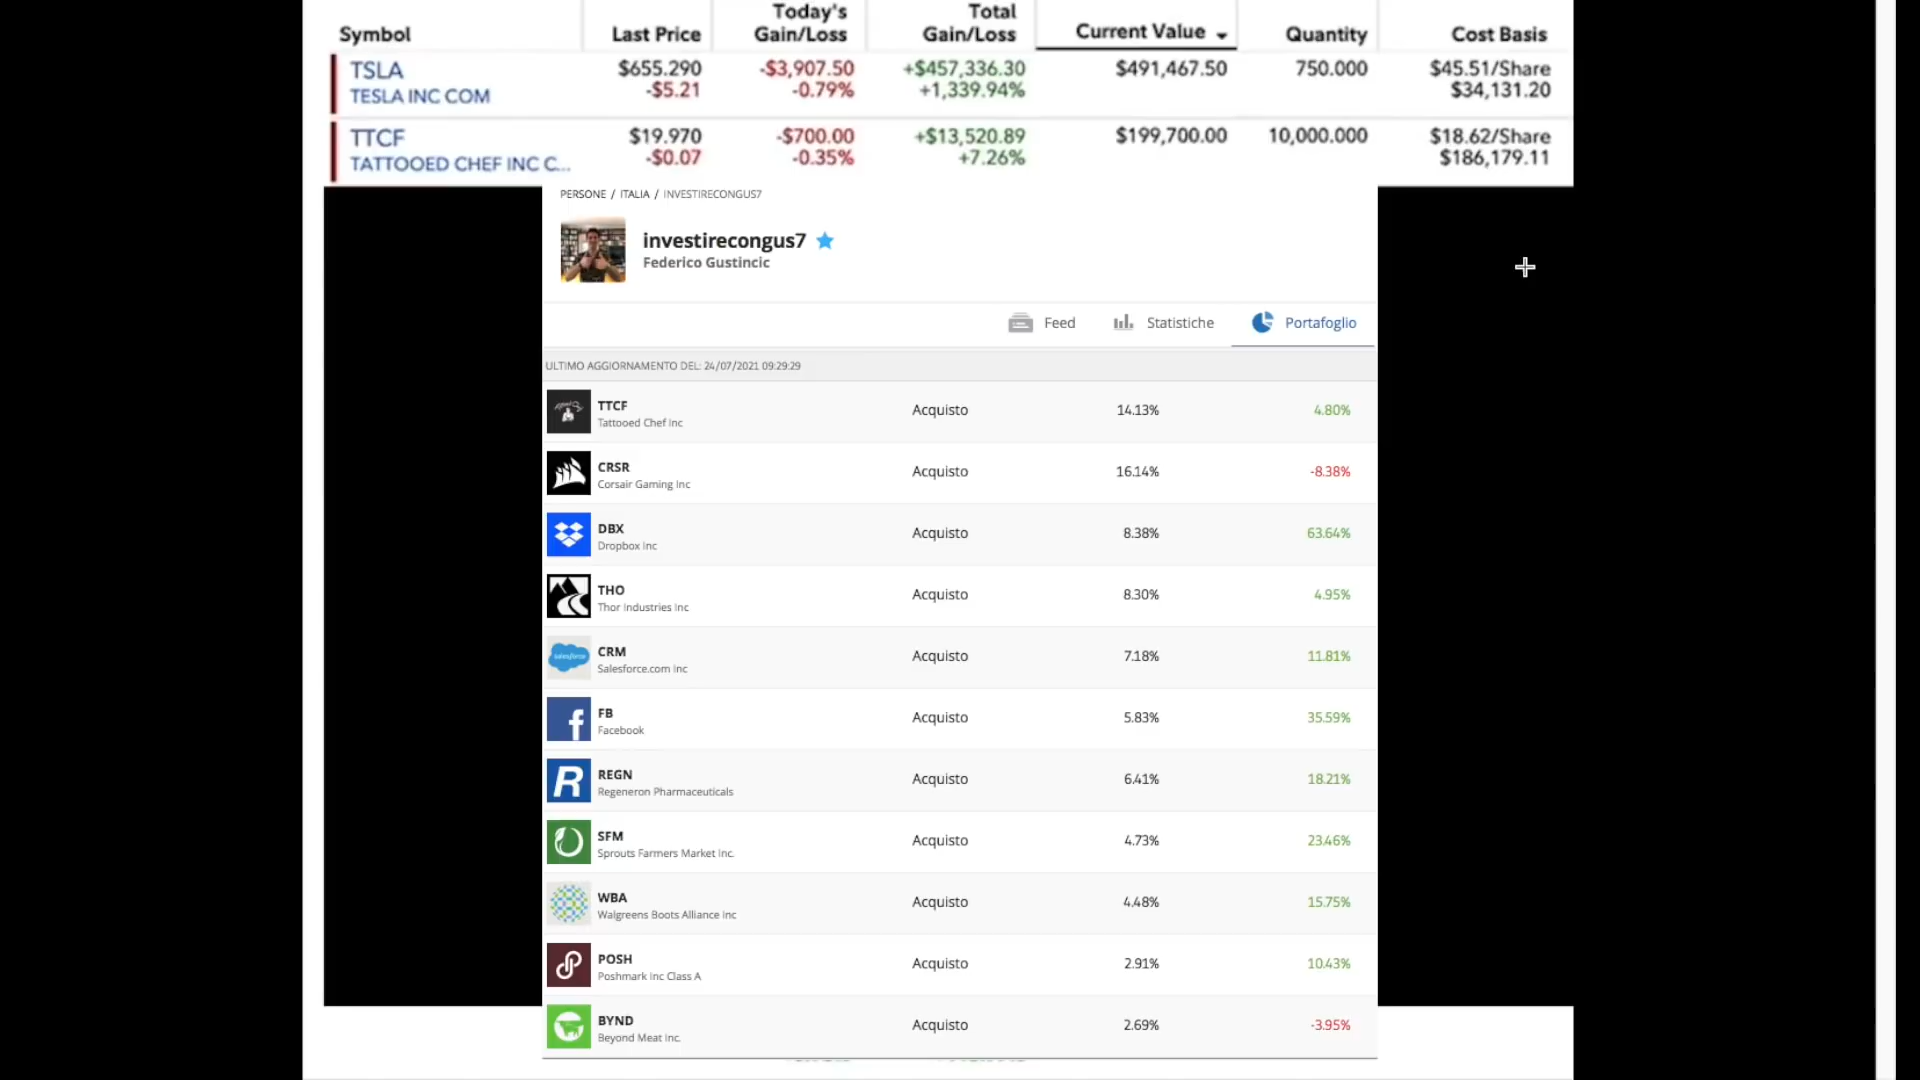 Symbol Last Price Today's Gain/Loss Total Gain/Loss Current Value Quantity Cost Basis
TSLA $655.290 -$3,907.50 +$457,336.30 $491,467.50 750.000 $45.51/Share
TESLA INC COM -$5.21 -0.79% +1,339.94% $34,131.20
TTCF $19.970 -$700.00 +$13,520.89 $199,700.00 10,000.000 $18.62/Share
TATTOOED CHEF INC C... -$0.07 -0.35% +7.26% $186,179.11
PERSONE / ITALIA / INVESTIRECONGUS7
investirecongus7
Federico Gustincic
Feed Statistiche Portafoglio
ULTIMO AGGIORNAMENTO DEL: 24/07/2021 09:29:29
TTCF Acquisto 14.13% 4.80%
Tattooed Chef Inc
CRSR Acquisto 16.14% -8.38%
Corsair Gaming Inc
DBX Acquisto 8.38% 63.64%
Dropbox Inc
THO Acquisto 8.30% 4.95%
Thor Industries Inc
salesforce
CRM Acquisto 7.18% 11.81%
Salesforce.com Inc
FB Acquisto 5.83% 35.59%
Facebook
REGN Acquisto 6.41% 18.21%
Regeneron Pharmaceuticals
SFM Acquisto 4.73% 23.46%
Sprouts Farmers Market Inc.
WBA Acquisto 4.48% 15.75%
Walgreens Boots Alliance Inc
POSH Acquisto 2.91% 10.43%
Poshmark Inc Class A
BYND Acquisto 2.69% -3.95%
Beyond Meat Inc.